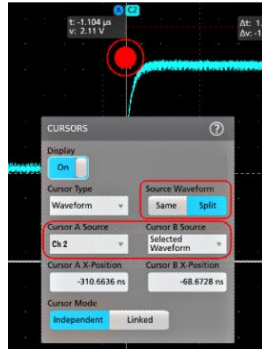 A C2
t: -1.104 µs
v: 2.11 V
Δt: 1.
Δv: -1
CURSORS
Display
On
Cursor Type
Source Waveform
Waveform
Same Split
Cursor A Source
Cursor B Source
Ch 2
Selected Waveform
Cursor A X-Position
Cursor B X-Position
-310.6636 ns
-68.6728 ns
Cursor Mode
Independent Linked